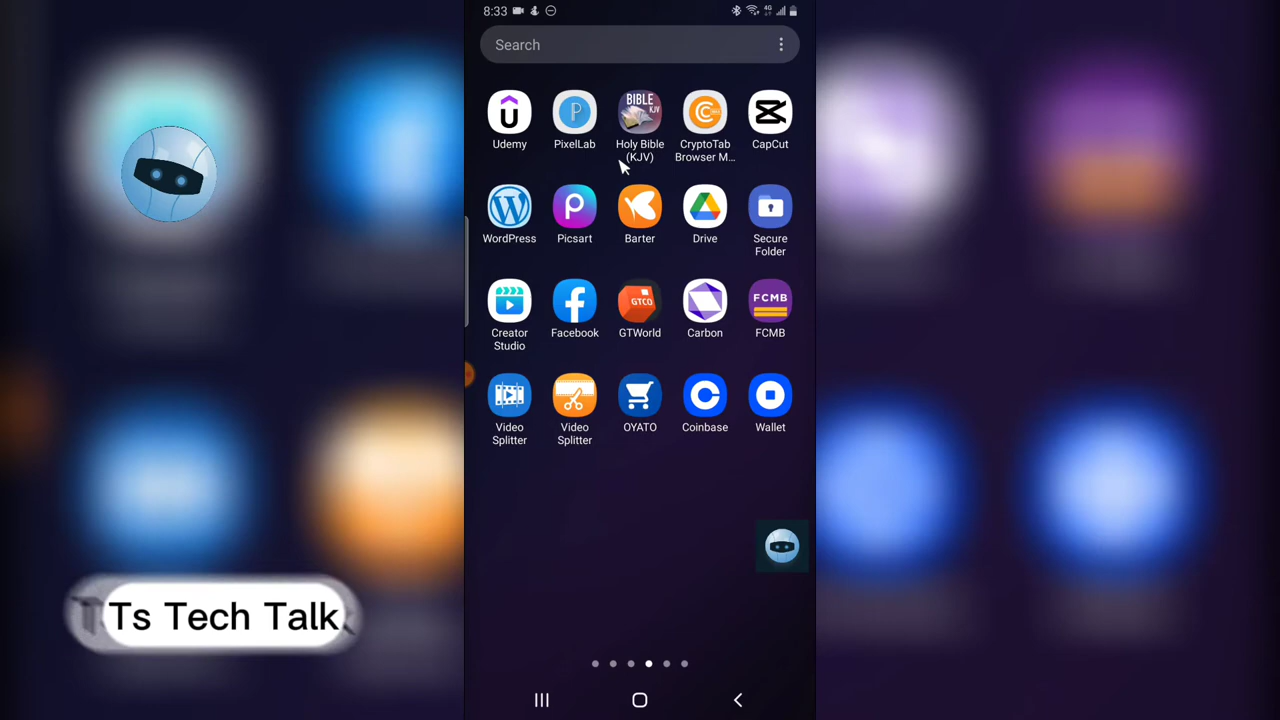 8:33
4G
Search
BIBLE
KJV
Udemy
PixelLab
Holy Bible
(KJV)
CryptoTab
Browser M...
CapCut
WordPress
Picsart
Barter
Drive
Secure
Folder
GTCO
FCMB
Creator
Studio
Facebook
GTWorld
Carbon
FCMB
Video
Splitter
Video
Splitter
OYATO
Coinbase
Wallet
Ts Tech Talk